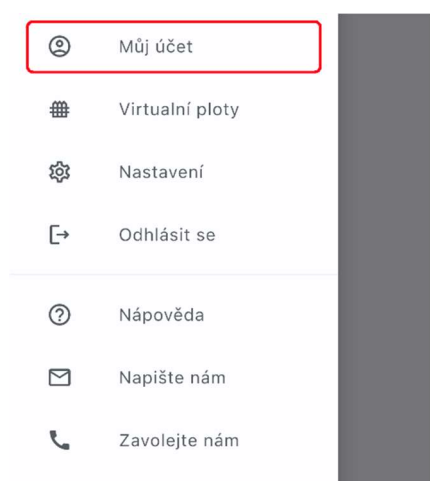 Můj účet
Virtualní ploty
Nastavení
Odhlásit se
Nápověda
Napište nám
Zavolejte nám